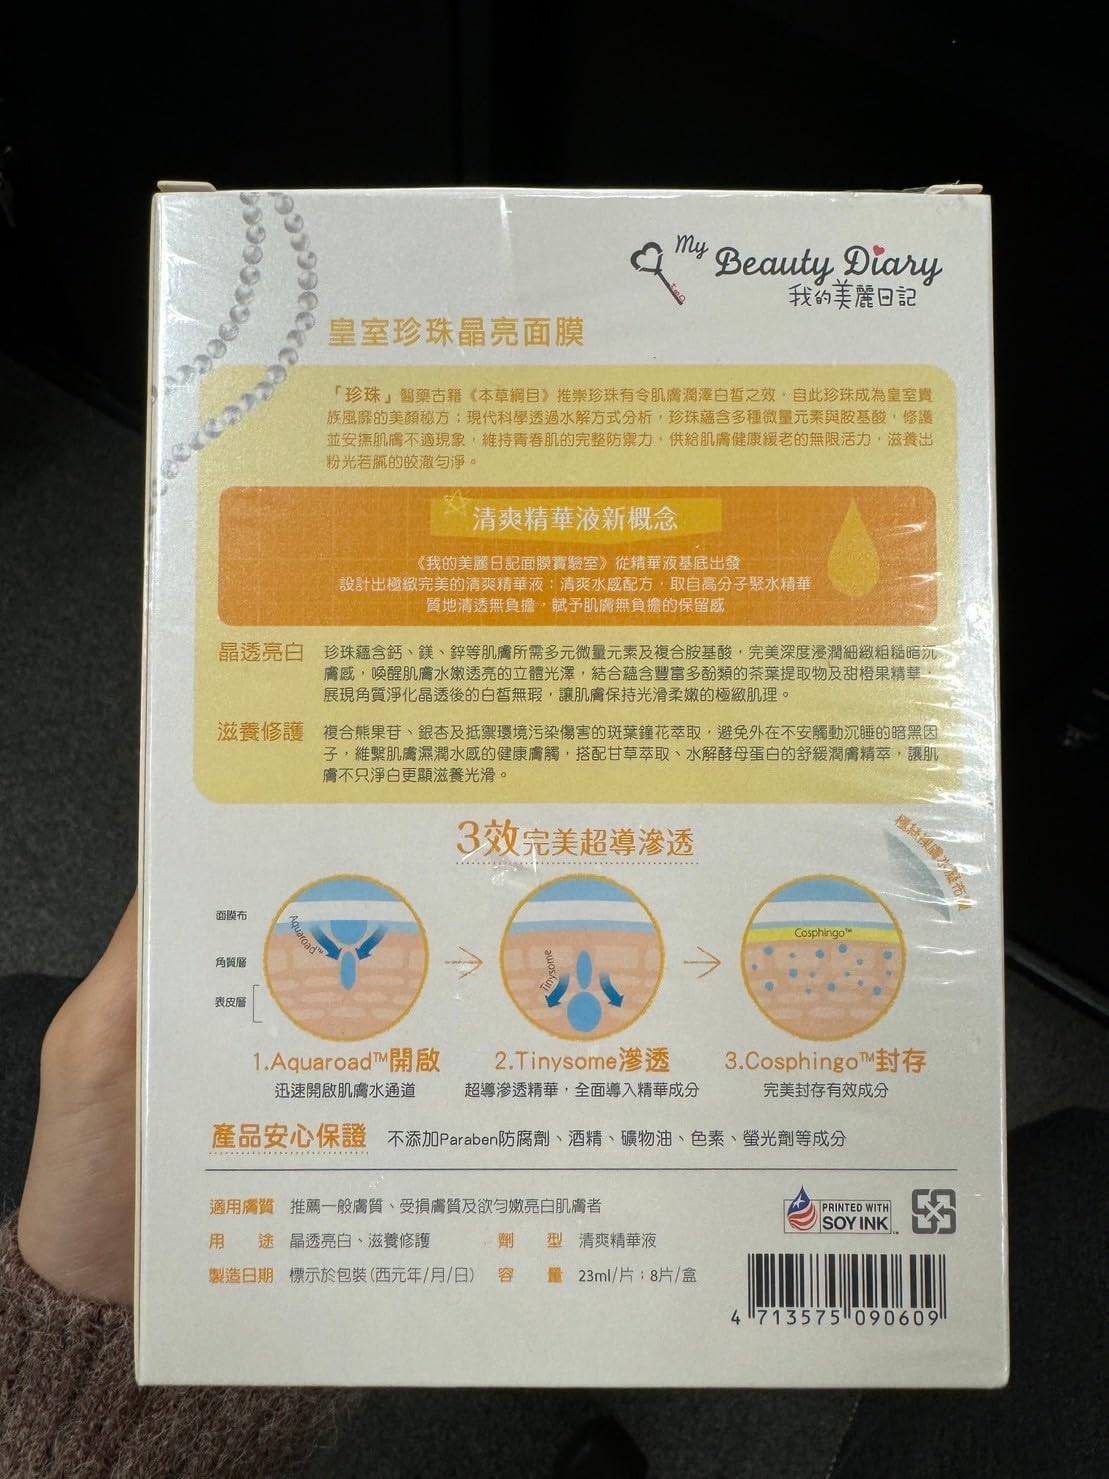 My
Beauty Diary
我的美麗日記
皇室珍珠晶亮面膜
「珍珠」醫藥古籍《本草綱目》推崇珍珠有令肌膚潤澤白皙之效，自此珍珠成為皇室貴
族風靡的美顏秘方；現代科學透過水解方式分析，珍珠蘊含多種微量元素與胺基酸，修護
並安撫肌膚不適現象，維持青春肌的完整防禦力，供給肌膚健康緩老的無限活力，滋養出
粉光若膩的皎澈勻淨。
清爽精華液新概念
《我的美麗日記面膜實驗室》從精華液基底出發
設計出極緻完美的清爽精華液：清爽水感配方，取自高分子聚水精華
質地清透無負擔，賦予肌膚無負擔的保留感
晶透亮白 珍珠蘊含鈣、鎂、鋅等肌膚所需多元微量元素及複合胺基酸，完美深度浸潤細緻粗糙暗沉
膚感，喚醒肌膚水嫩透亮的立體光澤，結合蘊含豐富多酚類的茶葉提取物及甜橙果精華，
展現角質淨化晶透後的白皙無瑕，讓肌膚保持光滑柔嫩的極緻肌理。
滋養修護 複合熊果苷、銀杏及抵禦環境污染傷害的斑葉鐘花萃取，避免外在不安觸動沉睡的暗黑因
子，維繫肌膚濕潤水感的健康膚觸，搭配甘草萃取、水解酵母蛋白的舒緩潤膚精萃，讓肌
膚不只淨白更顯滋養光滑。
3效完美超導滲透
面膜布
角質層
表皮層
Aquaroad™
Tinysome
Cosphingo™
1.Aquaroad™開啟 2.Tinysome滲透 3.Cosphingo™封存
迅速開啟肌膚水通道 超導滲透精華，全面導入精華成分 完美封存有效成分
產品安心保證 不添加Paraben防腐劑、酒精、礦物油、色素、螢光劑等成分
適用膚質 推薦一般膚質、受損膚質及欲勻嫩亮白肌膚者
用途 晶透亮白、滋養修護 劑型 清爽精華液
製造日期 標示於包裝(西元年/月/日) 容量 23ml/片；8片/盒
PRINTED WITH
SOY INK
4 713575 090609